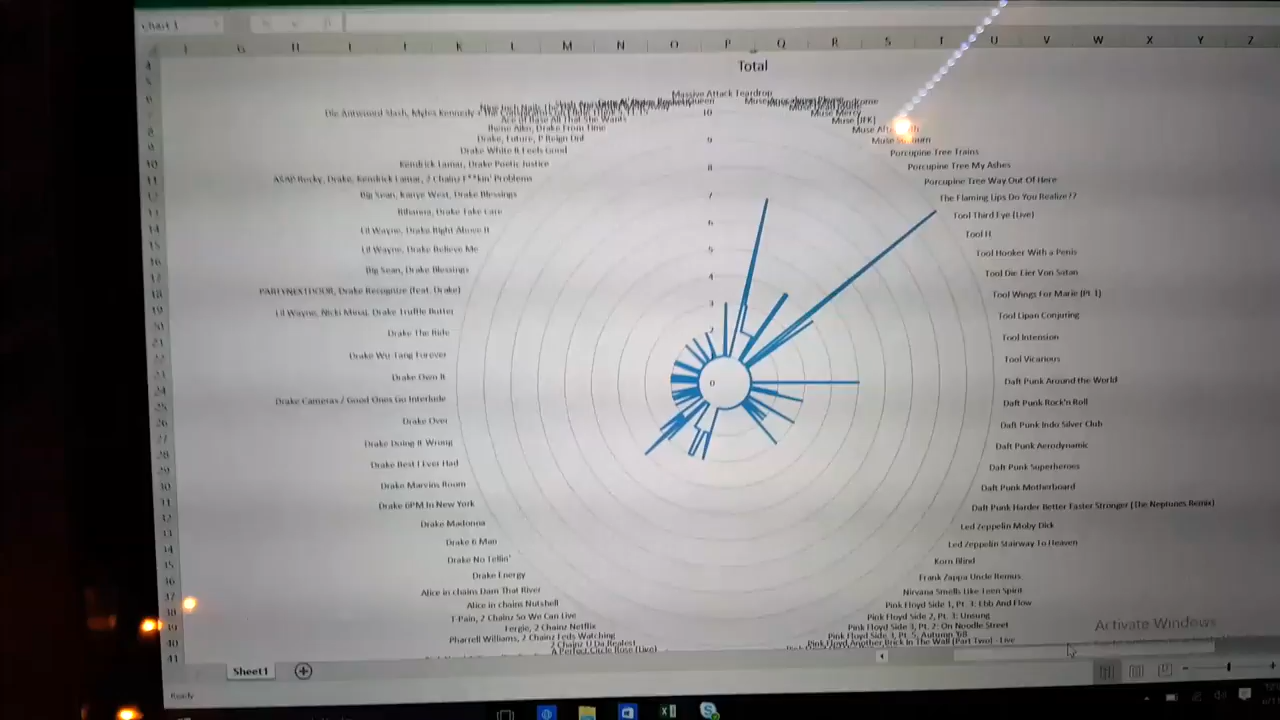 Chart 1
G H I J K L M N O P Q R S T U V W X Y Z
Total
Massive Attack Teardrop
10
9
8
7
6
5
4
3
2
0
Muse Mercy
Muse [JFK]
Porcupine Tree Trains
Porcupine Tree My Ashes
Porcupine Tree Way Out Of Here
The Flaming Lips Do You Realize??
Tool Third Eye (Live)
Tool H
Tool Hooker With a Penis
Tool Die Eier Von Satan
Tool Wings For Marie (Pt 1)
Tool Lipan Conjuring
Tool Intension
Tool Vicarious
Daft Punk Around the World
Daft Punk Rock'n Roll
Daft Punk Indo Silver Club
Daft Punk Aerodynamic
Daft Punk Superheroes
Daft Punk Motherboard
Daft Punk Harder Better Faster Stronger (The Neptunes Remix)
Led Zeppelin Moby Dick
Led Zeppelin Stairway To Heaven
Korn Blind
Frank Zappa Uncle Remus
Nirvana Smells Like Teen Spirit
Pink Floyd Side 1, Pt. 3: Ebb And Flow
Pink Floyd Side 2, Pt. 3: Unsung
Pink Floyd Side 3, Pt. 2: On Noodle Street
Pink Floyd Side 3, Pt. 5, Autumn '68
Pink Floyd Another Brick In The Wall (Part Two) - Live
A Perfect Circle Rose (Live)
2 Chainz U Da Realest
Pharrell Williams, 2 Chainz Feds Watching
Fergie, 2 Chainz Netflix
T-Pain, 2 Chainz So We Can Live
Alice in chains Nutshell
Alice in chains Dam That River
Drake Energy
Drake No Tellin'
Drake 6 Man
Drake Madonna
Drake 6PM In New York
Drake Marvins Room
Drake Best I Ever Had
Drake Doing It Wrong
Drake Over
Drake Cameras / Good Ones Go Interlude
Drake Own It
Drake Wu-Tang Forever
Drake The Ride
Lil Wayne, Nicki Minaj, Drake Truffle Butter
PARTYNEXTDOOR, Drake Recognize (feat. Drake)
Big Sean, Drake Blessings
Lil Wayne, Drake Believe Me
Lil Wayne, Drake Right Above It
Rihanna, Drake Take Care
Big Sean, Kanye West, Drake Blessings
A$AP Rocky, Drake, Kendrick Lamar, 2 Chainz F**kin' Problems
Kendrick Lamar, Drake Poetic Justice
Drake White It Feels Good
Drake, Future, P Reign DnF
Jhene Aiko, Drake From Time
Ace of Base All That She Wants
Activate Windows
Sheet1
Ready